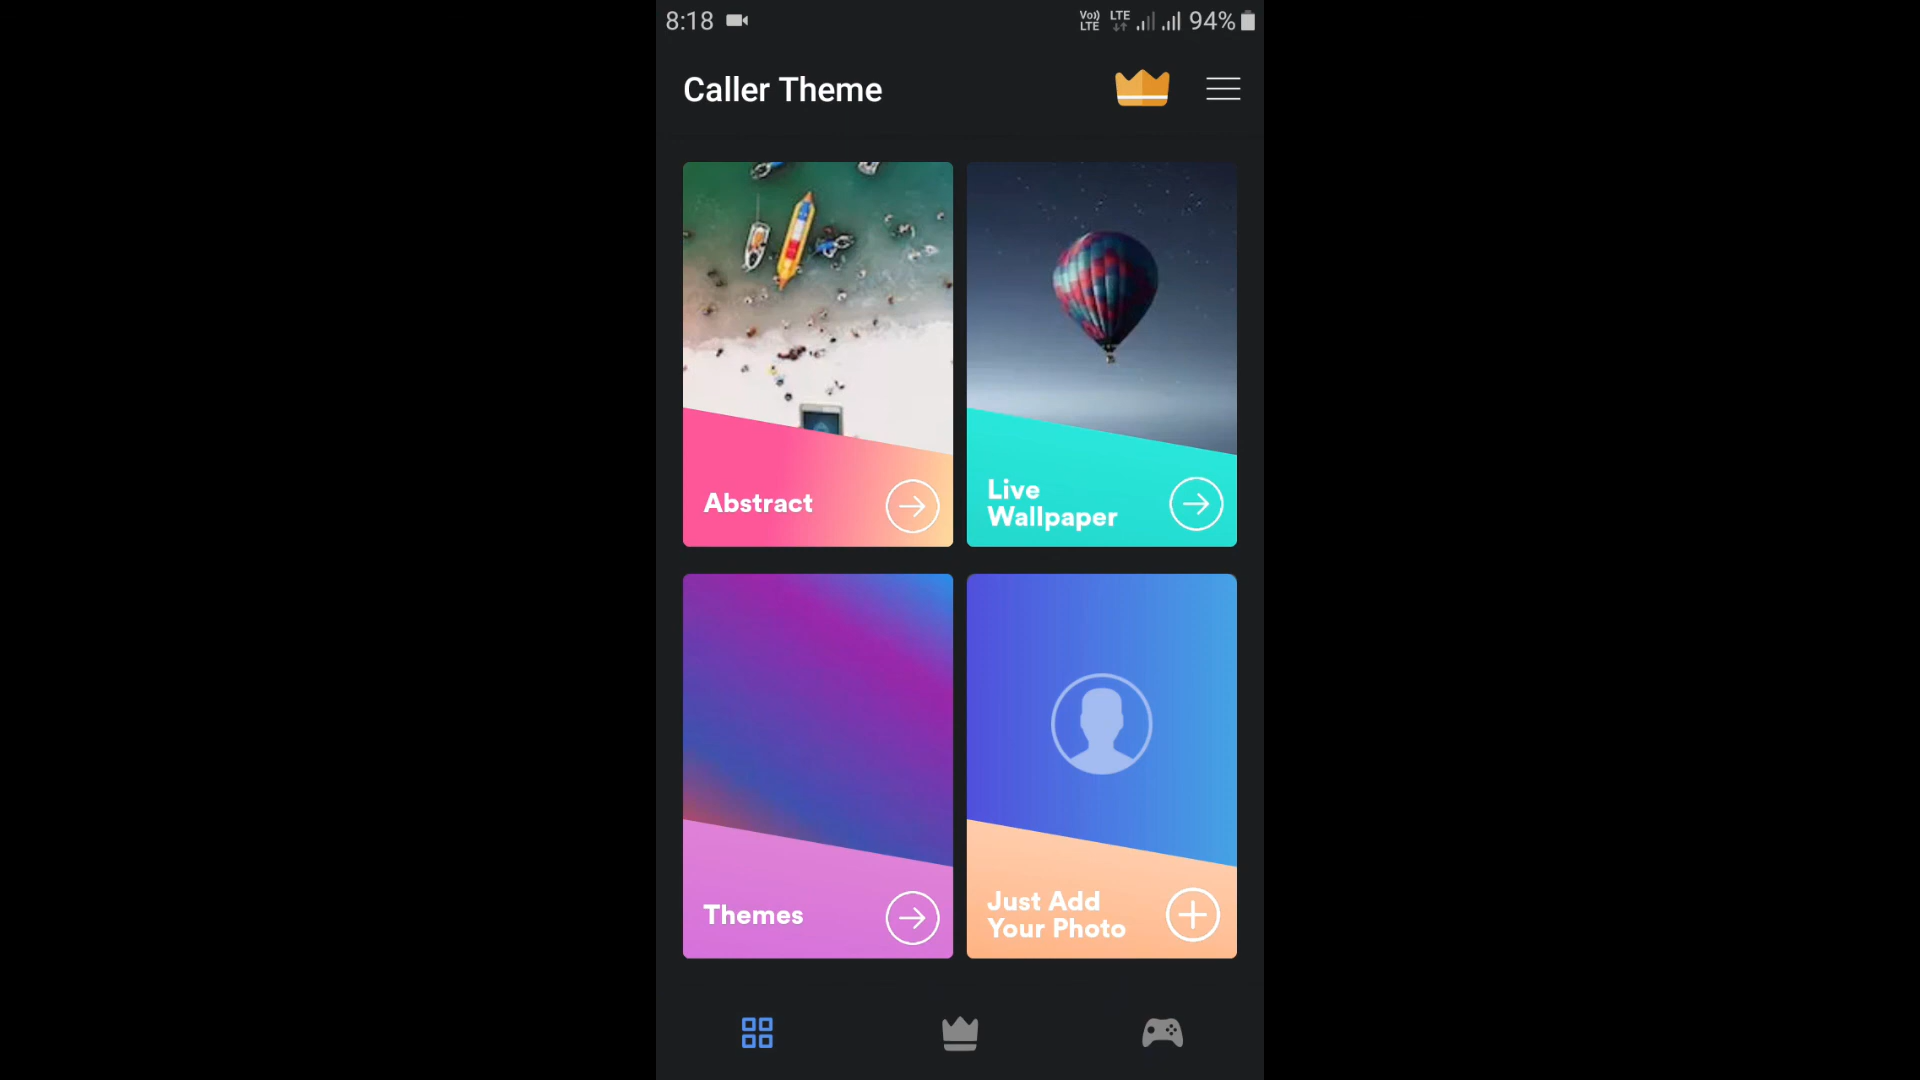 8:18
Vo)) LTE LTE 94%
Caller Theme
Abstract
Live
Wallpaper
Themes
Just Add
Your Photo